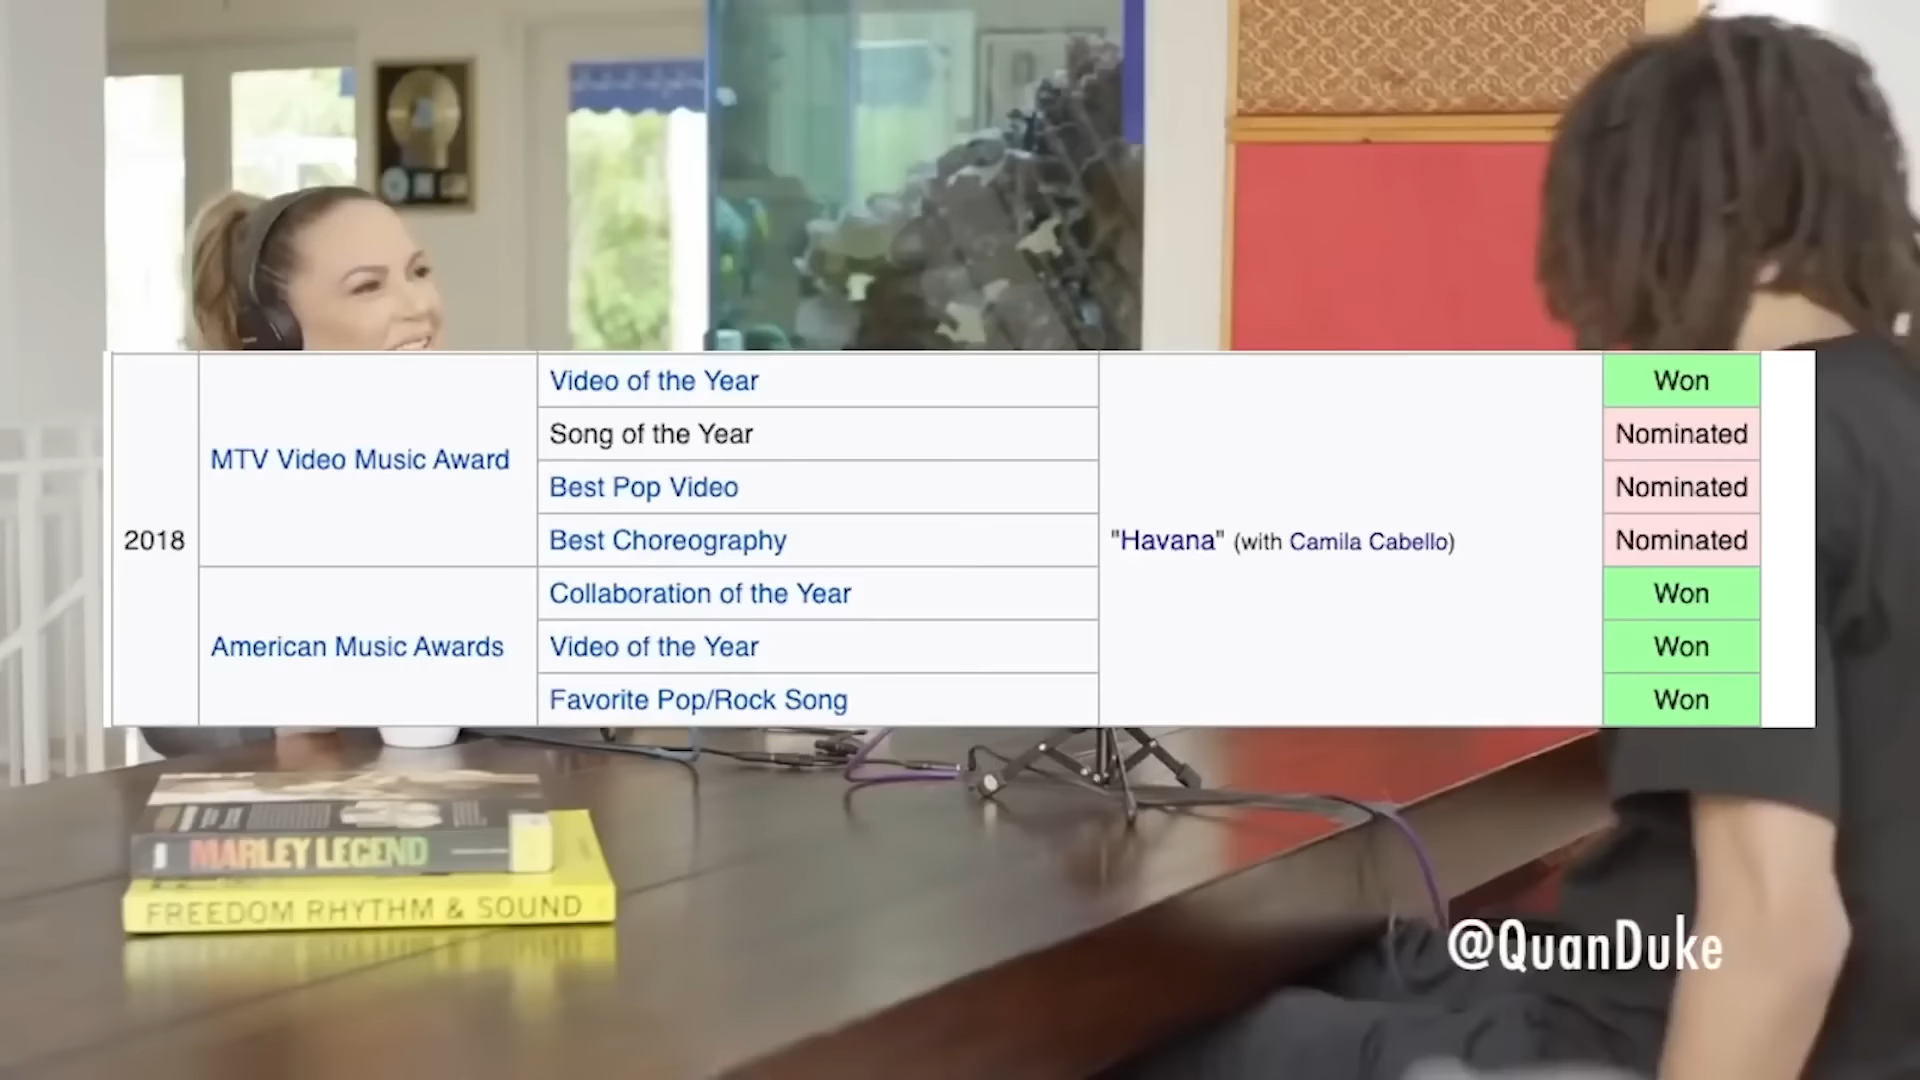 2018
MTV Video Music Award
Video of the Year
Won
Song of the Year
Nominated
Best Pop Video
Nominated
Best Choreography
Nominated
"Havana" (with Camila Cabello)
American Music Awards
Collaboration of the Year
Won
Video of the Year
Won
Favorite Pop/Rock Song
Won
MARLEY LEGEND
FREEDOM RHYTHM & SOUND
@QuanDuke